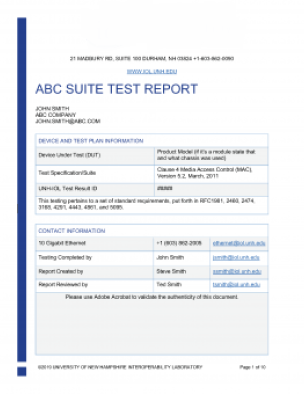 21 MADBURY RD, SUITE 100 DURHAM, NH 03824 +1-603-862-0090
WWW.IOL.UNH.EDU
ABC SUITE TEST REPORT
JOHN SMITH
ABC COMPANY
JOHN.SMITH@ABC.COM
DEVICE AND TEST PLAN INFORMATION
Device Under Test (DUT)
Product Model (if it's a module state that
and what chassis was used)
Test Specification/Suite
Clause 4 Media Access Control (MAC),
Version 5.2, March, 2011
UNH-IOL Test Result ID
This testing pertains to a set of standard requirements, put forth in RFC1981, 2460, 2474,
3168, 4291, 4443, 4861, and 5095.
CONTACT INFORMATION
10 Gigabit Ethernet +1 (603) 862-2009 ethernet@iol.unh.edu
Testing Completed by John Smith jsmith@iol.unh.edu
Report Created by Steve Smith ssmith@iol.unh.edu
Report Reviewed by Ted Smith tsmith@iol.unh.edu
Please use Adobe Acrobat to validate the authenticity of this document.
©2019 UNIVERSITY OF NEW HAMPSHIRE INTEROPERABILITY LABORATORY Page 1 of 10